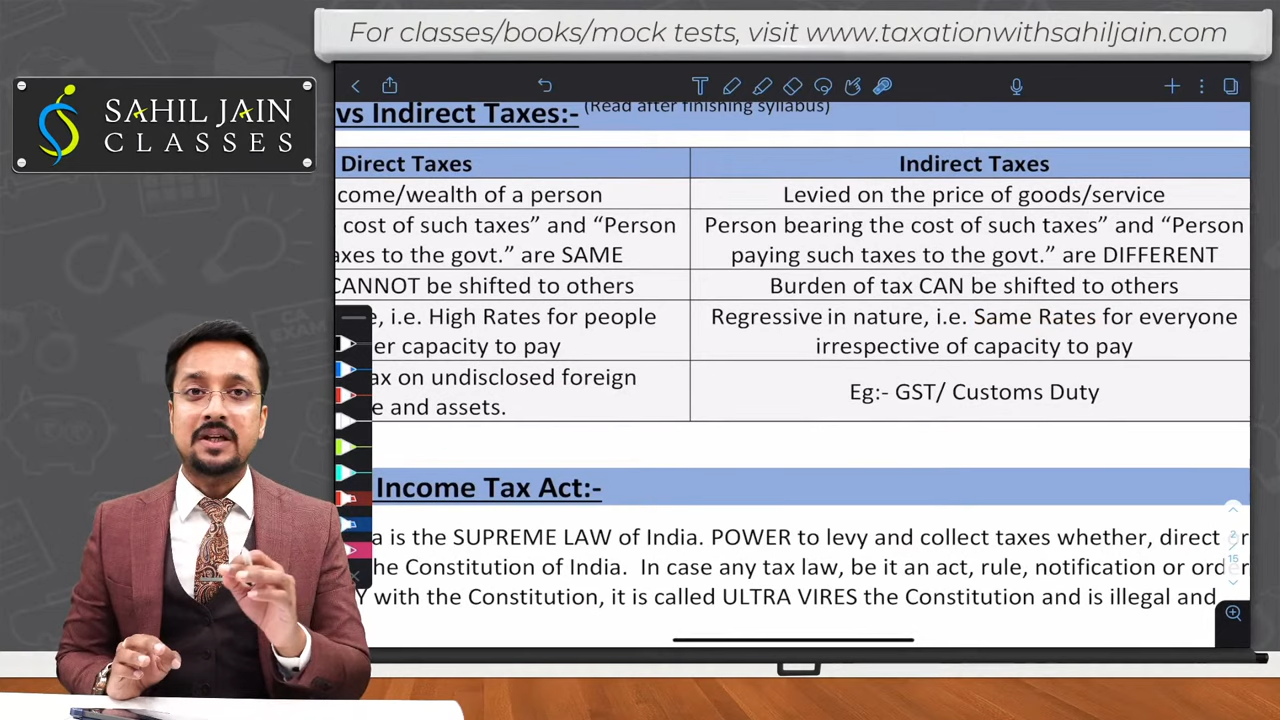 For classes/books/mock tests, visit www.taxationwithsahiljain.com
SAHIL JAIN
CLASSES
vs Indirect Taxes:- (Read after finishing syllabus)
Direct Taxes
Indirect Taxes
come/wealth of a person
Levied on the price of goods/service
cost of such taxes” and “Person
axes to the govt.” are SAME
Person bearing the cost of such taxes” and “Person
paying such taxes to the govt.” are DIFFERENT
CANNOT be shifted to others
Burden of tax CAN be shifted to others
e, i.e. High Rates for people
er capacity to pay
Regressive in nature, i.e. Same Rates for everyone
irrespective of capacity to pay
ax on undisclosed foreign
e and assets.
Eg:- GST/ Customs Duty
Income Tax Act:-
a is the SUPREME LAW of India. POWER to levy and collect taxes whether, direct r
he Constitution of India. In case any tax law, be it an act, rule, notification or order
Y with the Constitution, it is called ULTRA VIRES the Constitution and is illegal and
2
15